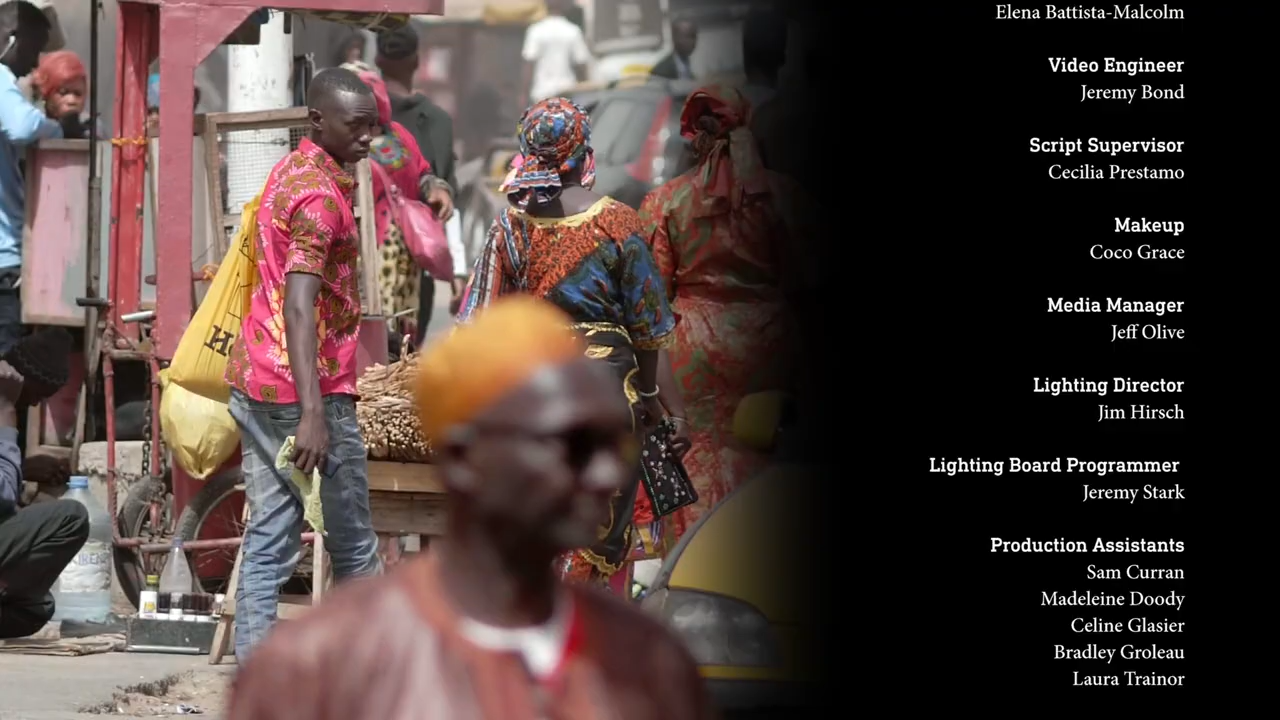 Elena Battista-Malcolm
Video Engineer
Jeremy Bond
Script Supervisor
Cecilia Prestamo
Makeup
Coco Grace
Media Manager
Jeff Olive
Lighting Director
Jim Hirsch
Lighting Board Programmer
Jeremy Stark
Production Assistants
Sam Curran
Madeleine Doody
Celine Glasier
Bradley Groleau
Laura Trainor